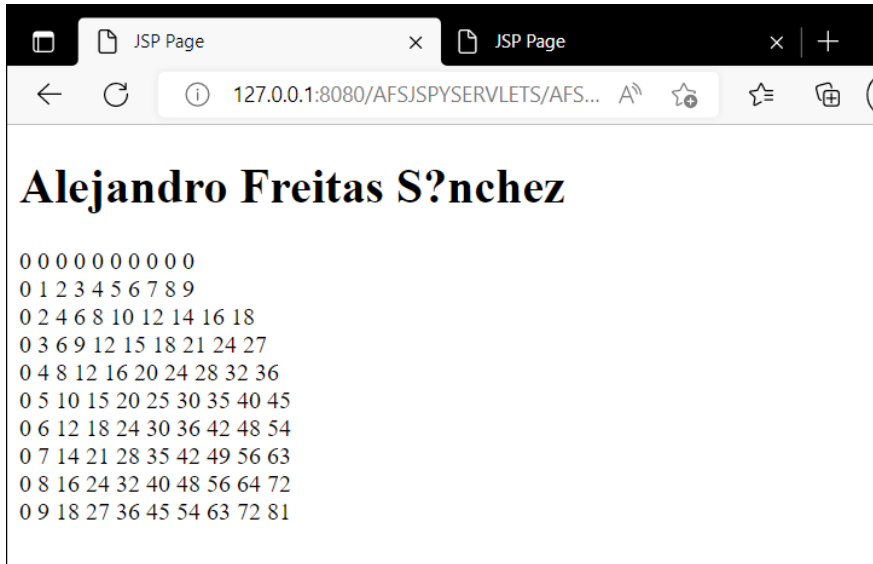 JSP Page
JSP Page
127.0.0.1:8080/AFSJSPYSERVLETS/AFS...
Alejandro Freitas S?nchez
0 0 0 0 0 0 0 0 0 0
0 1 2 3 4 5 6 7 8 9
0 2 4 6 8 10 12 14 16 18
0 3 6 9 12 15 18 21 24 27
0 4 8 12 16 20 24 28 32 36
0 5 10 15 20 25 30 35 40 45
0 6 12 18 24 30 36 42 48 54
0 7 14 21 28 35 42 49 56 63
0 8 16 24 32 40 48 56 64 72
0 9 18 27 36 45 54 63 72 81